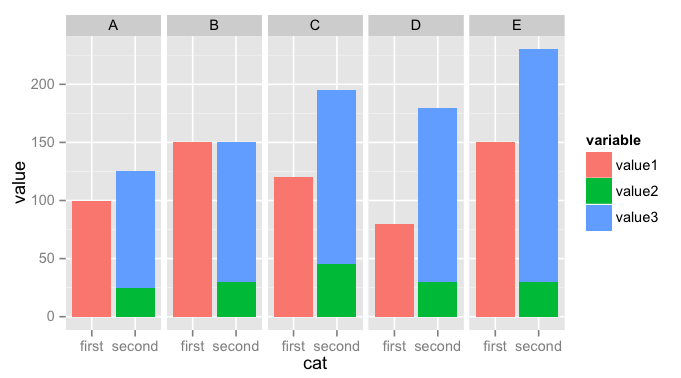 A B C D E
200
150
100
50
0
value
first second first second first second first second first second
cat
variable
value1
value2
value3